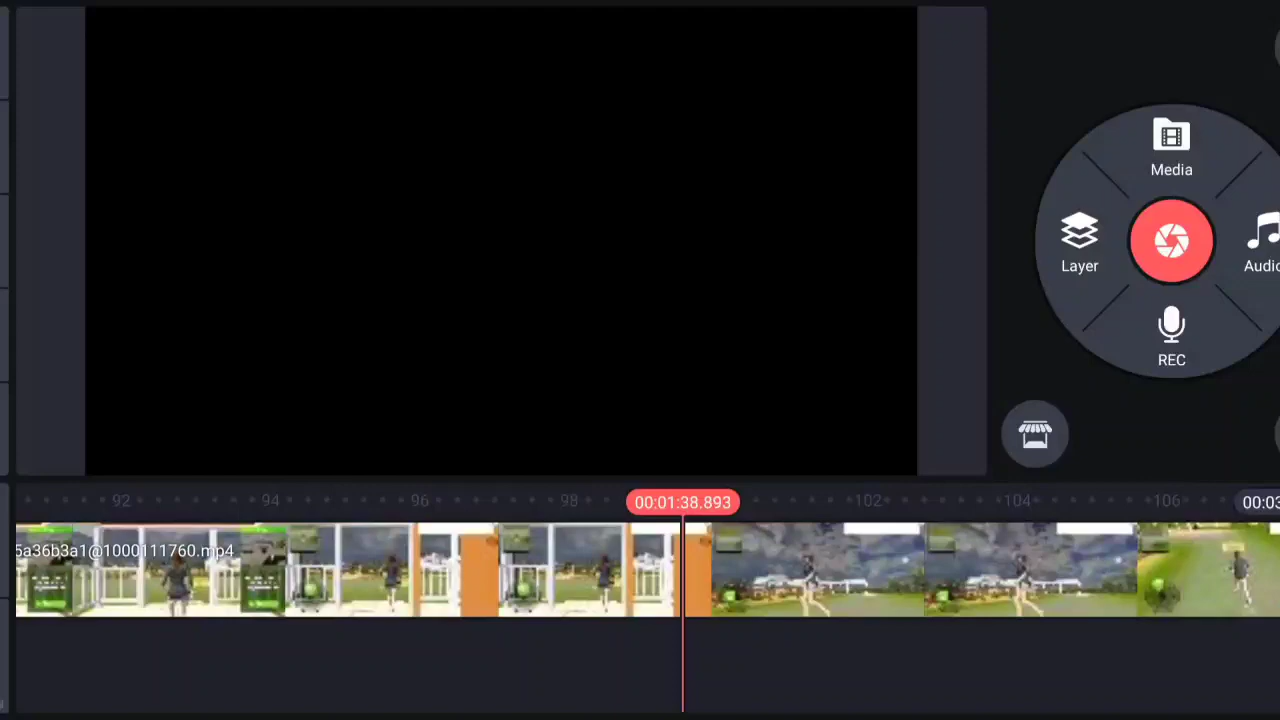 Media
Layer
Audio
REC
92
94
96
98
00:01:38.893
102
104
106
00:03
5a36b3a1@1000111760.mp4